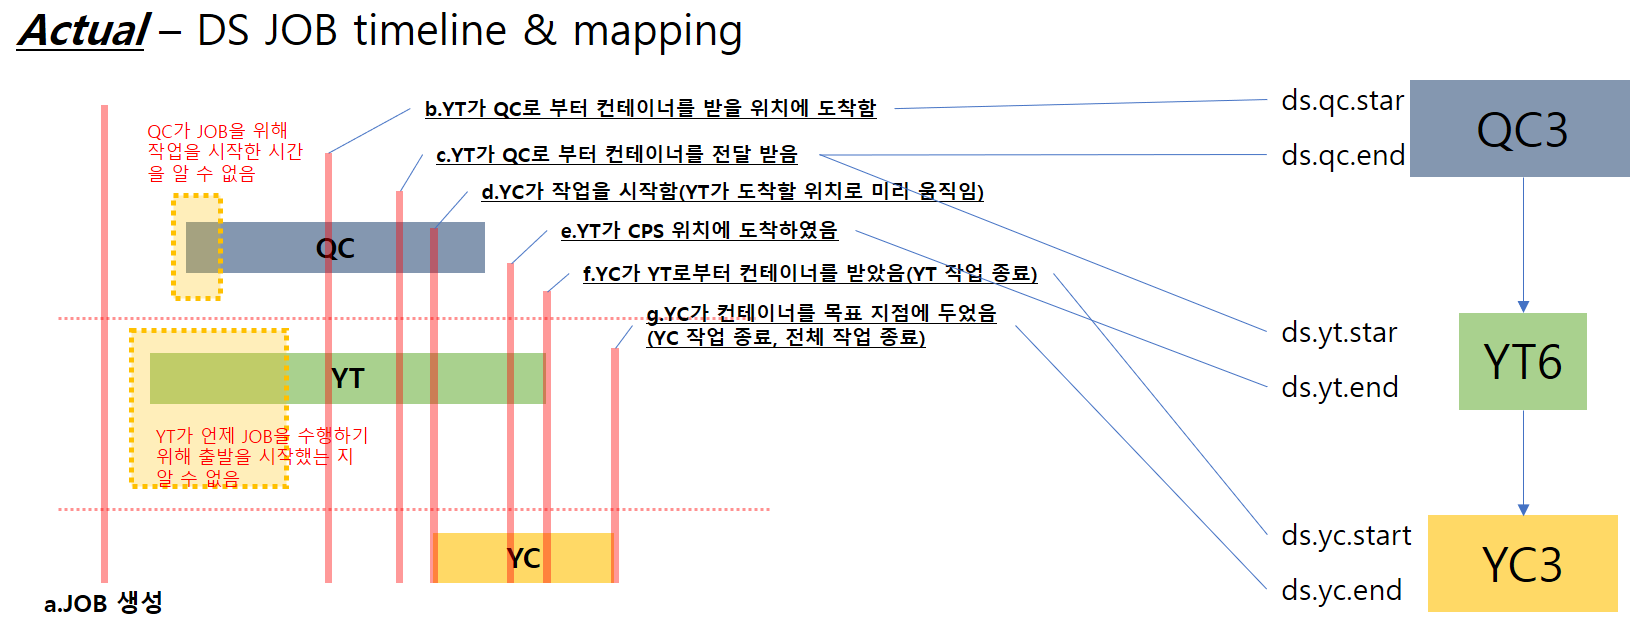 Actual – DS JOB timeline & mapping
QC가 JOB을 위해
작업을 시작한 시간
을 알 수 없음
b.YT가 QC로 부터 컨테이너를 받을 위치에 도착함
c.YT가 QC로 부터 컨테이너를 전달 받음
d.YC가 작업을 시작함(YT가 도착할 위치로 미리 움직임)
e.YT가 CPS 위치에 도착하였음
f.YC가 YT로부터 컨테이너를 받았음(YT 작업 종료)
g.YC가 컨테이너를 목표 지점에 두었음
(YC 작업 종료, 전체 작업 종료)
QC
YT
YT가 언제 JOB을 수행하기
위해 출발을 시작했는 지
알 수 없음
YC
a.JOB 생성
ds.qc.star
ds.qc.end
QC3
ds.yt.star
ds.yt.end
YT6
ds.yc.start
ds.yc.end
YC3